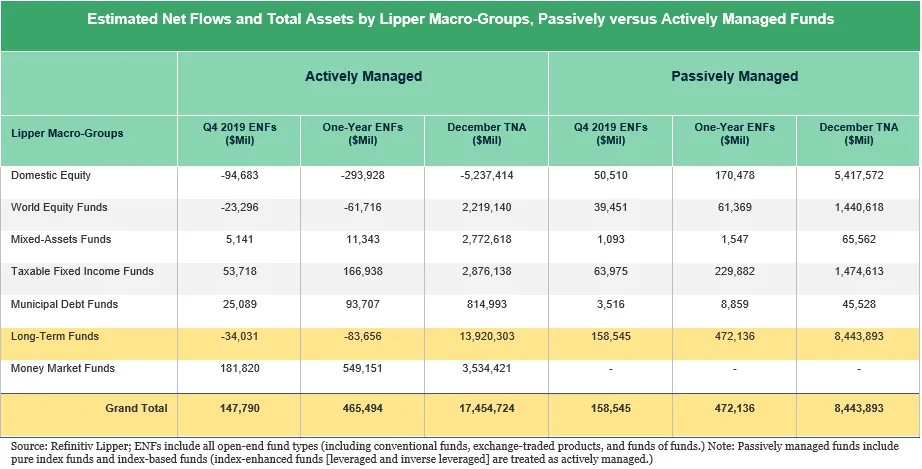 Estimated Net Flows and Total Assets by Lipper Macro-Groups, Passively versus Actively Managed Funds
Actively Managed Passively Managed
Lipper Macro-Groups Q4 2019 ENFs ($Mil) One-Year ENFs ($Mil) December TNA ($Mil) Q4 2019 ENFs ($Mil) One-Year ENFs ($Mil) December TNA ($Mil)
Domestic Equity -94,683 -293,928 -5,237,414 50,510 170,478 5,417,572
World Equity Funds -23,296 -61,716 2,219,140 39,451 61,369 1,440,618
Mixed-Assets Funds 5,141 11,343 2,772,618 1,093 1,547 65,562
Taxable Fixed Income Funds 53,718 166,938 2,876,138 63,975 229,882 1,474,613
Municipal Debt Funds 25,089 93,707 814,993 3,516 8,859 45,528
Long-Term Funds -34,031 -83,656 13,920,303 158,545 472,136 8,443,893
Money Market Funds 181,820 549,151 3,534,421 - - -
Grand Total 147,790 465,494 17,454,724 158,545 472,136 8,443,893
Source: Refinitiv Lipper; ENFs include all open-end fund types (including conventional funds, exchange-traded products, and funds of funds.) Note: Passively managed funds include
pure index funds and index-based funds (index-enhanced funds [leveraged and inverse leveraged] are treated as actively managed.)